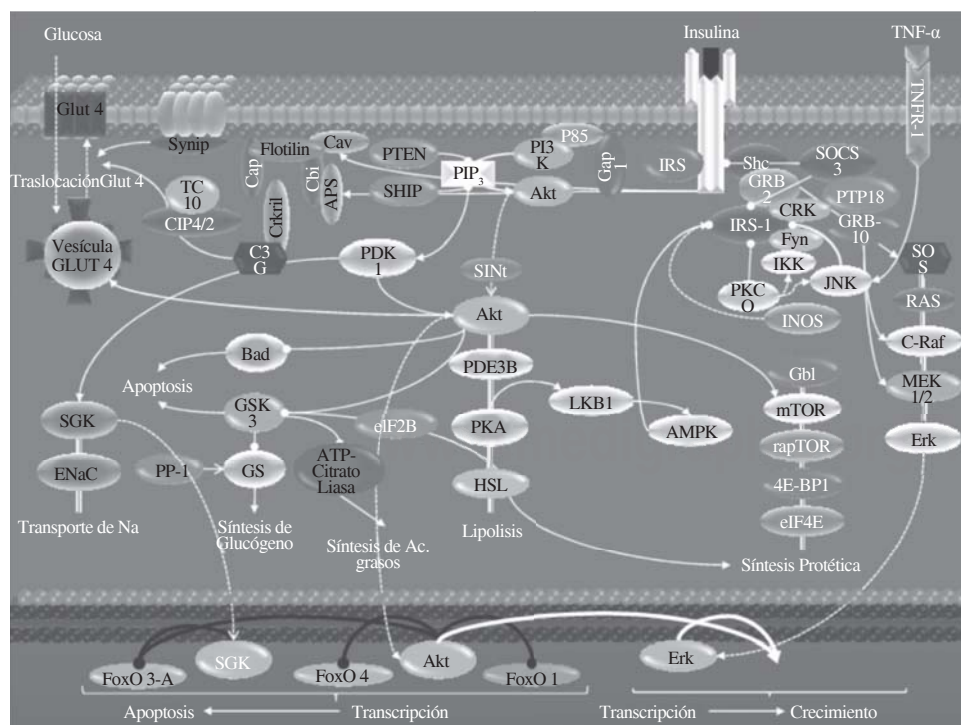 Glucosa
Insulina
TNF-α
Glut 4
TNFR-1
Synip
Cap
Flotilin
Cbi
Cav
APS
PTEN
SHIP
PIP3
PI3
K
P85
Akt
Gap
1
IRS
Shc
GRB
2
SOCS
3
TraslocaciónGlut 4
TC
10
CIP4/2
Crkril
C3
G
PDK
1
SINt
IRS-1
CRK
Fyn
IKK
PTP18
GRB-
10
SO
S
Vesícula
GLUT 4
PKC
O
JNK
INOS
RAS
Akt
C-Raf
Bad
PDE3B
Gbl
MEK
1/2
Apoptosis
GSK
3
eIF2B
PKA
LKB1
AMPK
mTOR
rapTOR
Erk
SGK
ENaC
PP-1
GS
ATP-
Citrato
Liasa
HSL
4E-BP1
eIF4E
Transporte de Na
Síntesis de
Glucógeno
Síntesis de Ac.
grasos
Lipolisis
Síntesis Protética
SGK
Akt
Erk
FoxO 3-A
FoxO 4
FoxO 1
Apoptosis
Transcripción
Transcripción
Crecimiento